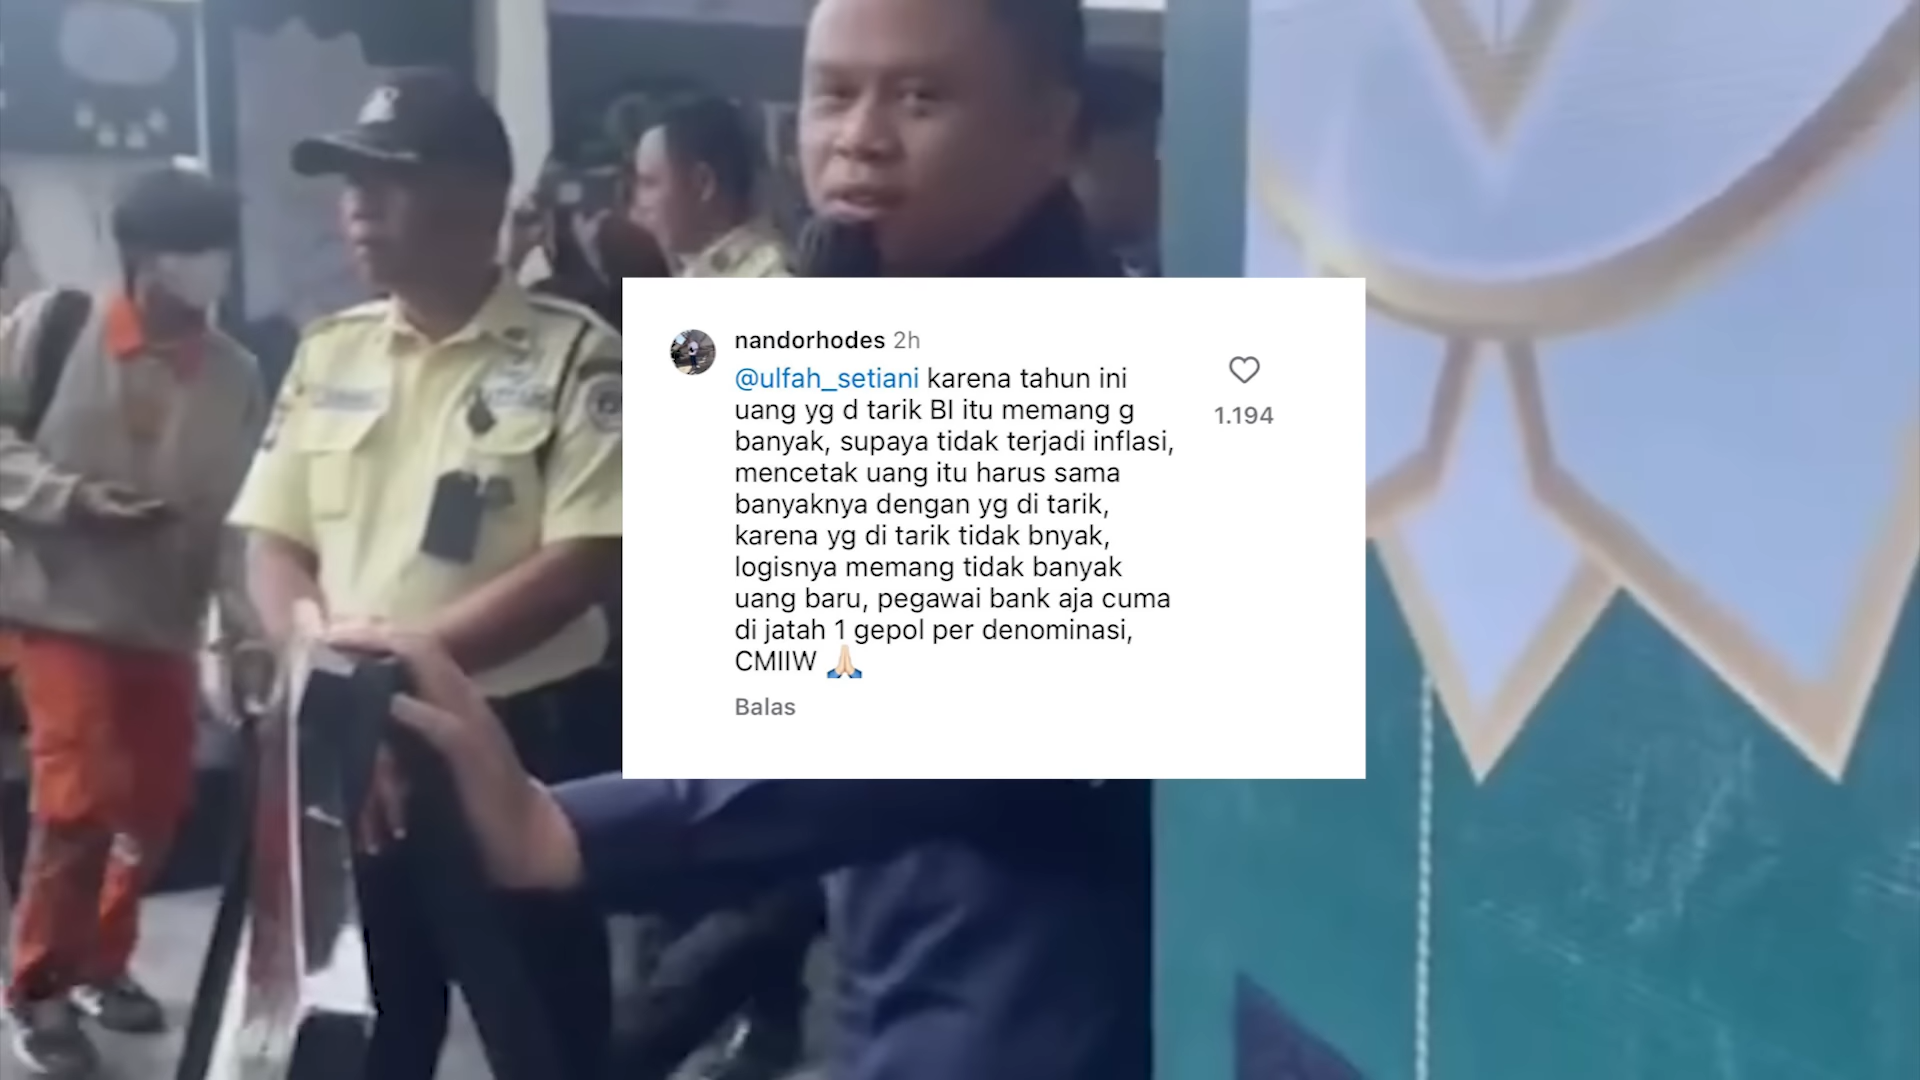 nandorhodes 2h
@ulfah_setiani karena tahun ini
uang yg d tarik BI itu memang g
banyak, supaya tidak terjadi inflasi,
mencetak uang itu harus sama
banyaknya dengan yg di tarik,
karena yg di tarik tidak bnyak,
logisnya memang tidak banyak
uang baru, pegawai bank aja cuma
di jatah 1 gepol per denominasi,
CMIIW 🙏🏻
Balas
1.194